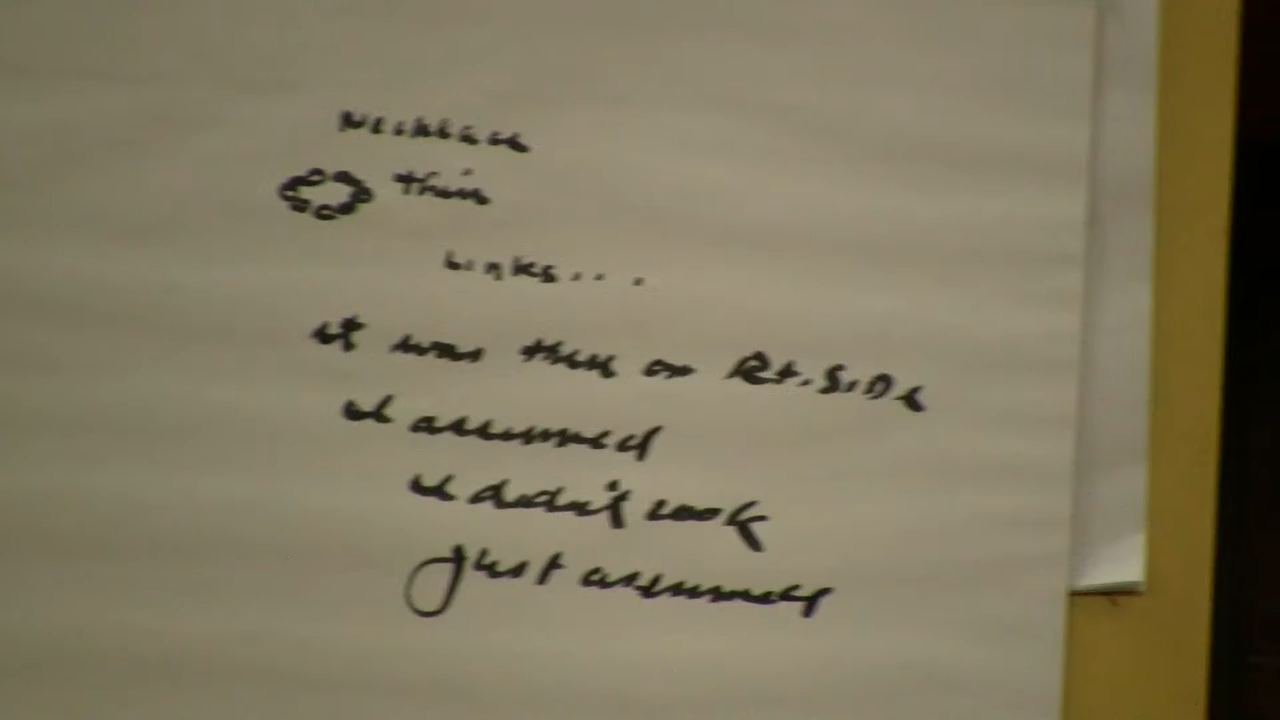 Necklace
thin
Links...
it was there on Rt. SIDE
I assumed
I didn't look
just assumed